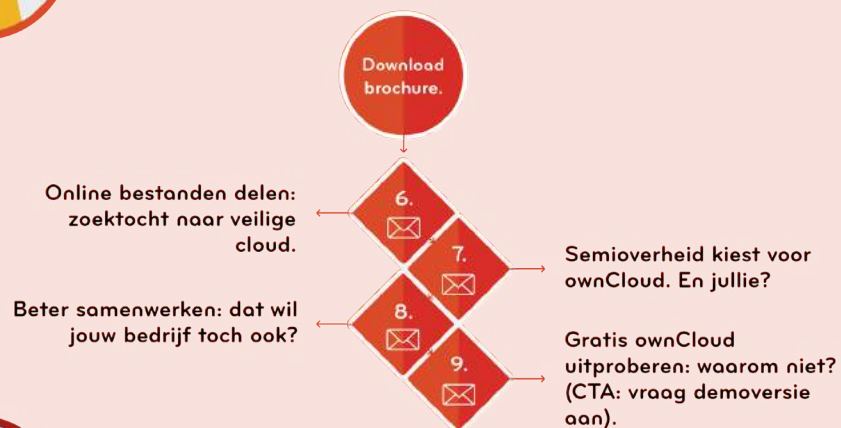 Download
brochure.
6.
Online bestanden delen:
zoektocht naar veilige
cloud.
7.
Semioverheid kiest voor
ownCloud. En jullie?
8.
Beter samenwerken: dat wil
jouw bedrijf toch ook?
9.
Gratis ownCloud
uitproberen: waarom niet?
(CTA: vraag demoversie
aan).